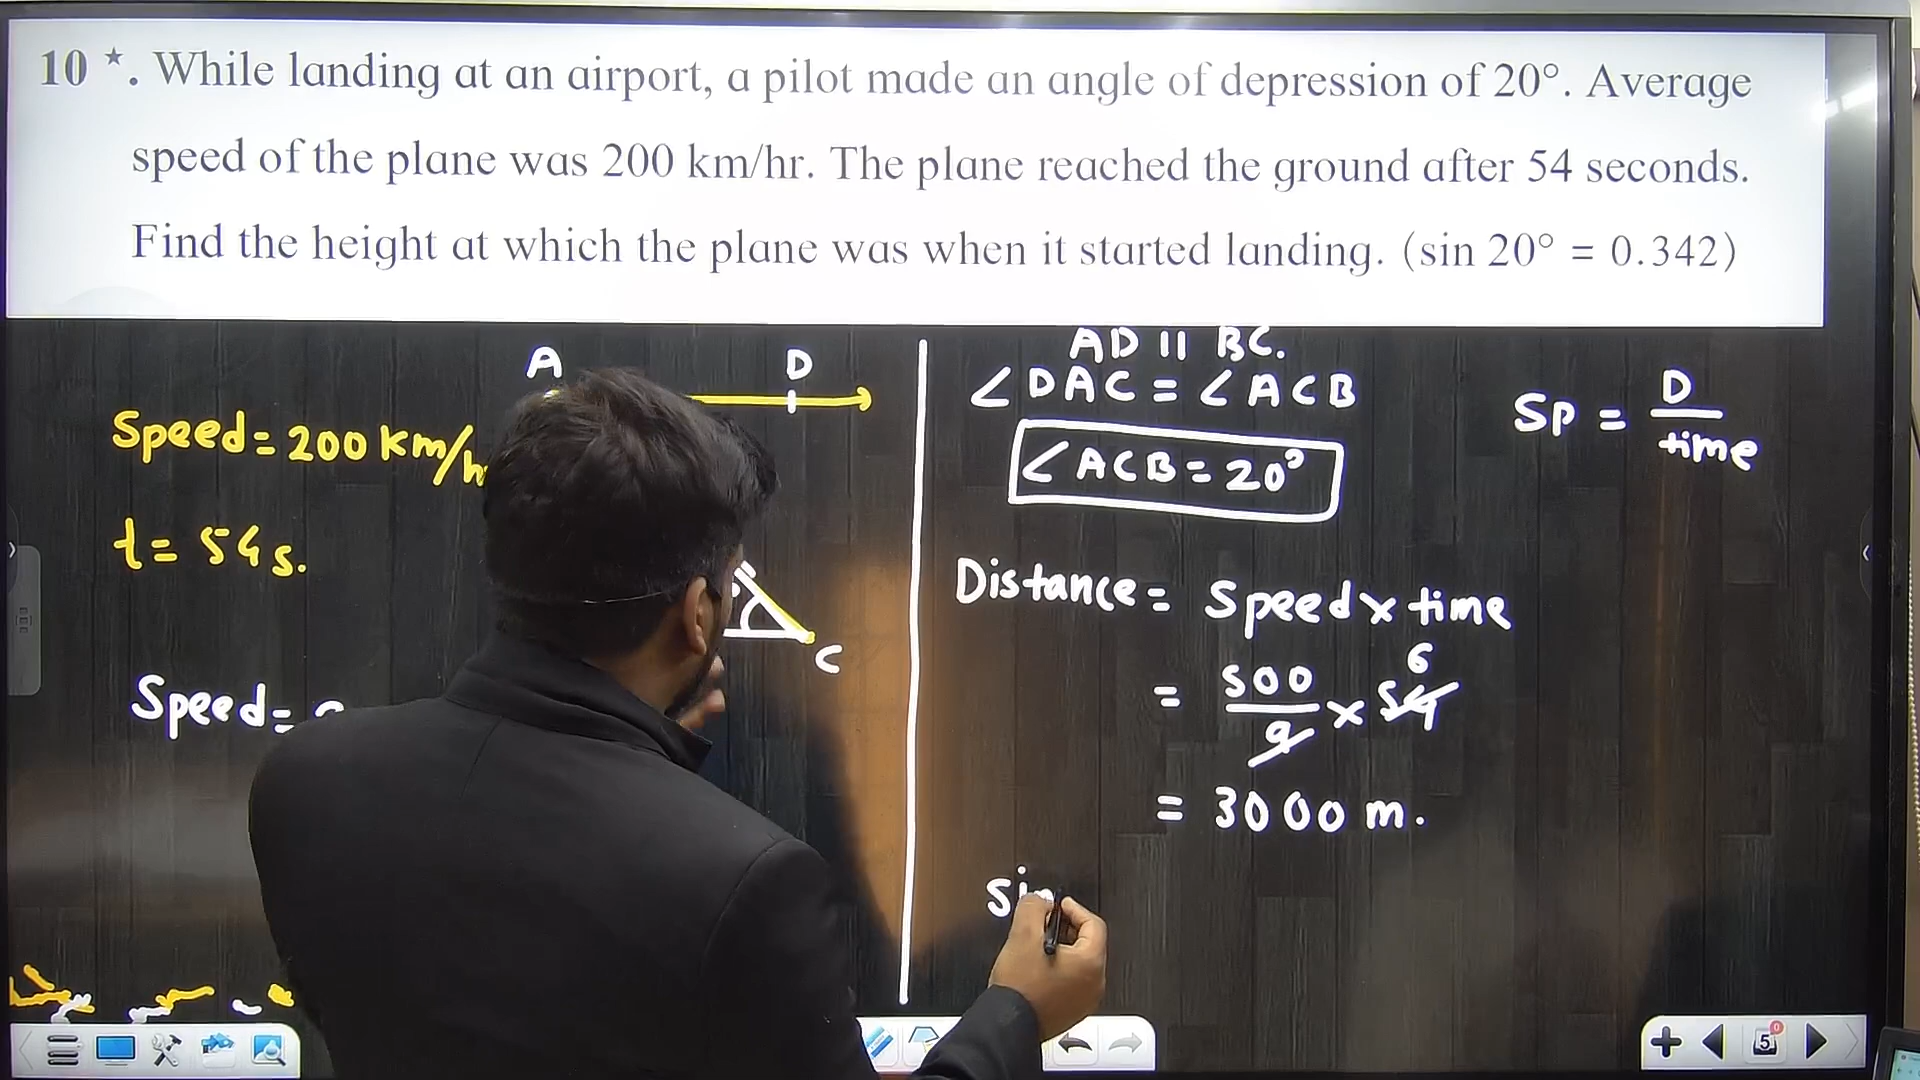 10 *. While landing at an airport, a pilot made an angle of depression of 20°. Average
speed of the plane was 200 km/hr. The plane reached the ground after 54 seconds.
Find the height at which the plane was when it started landing. (sin 20° = 0.342)
A
D
Speed = 200 km/h
t = 54 s.
C
Speed =
AD || BC.
∠DAC = ∠ACB
∠ACB = 20°
Sp = D
time
Distance = Speed x time
6
= 500 x 54
9
= 3000 m.
sin
5
0